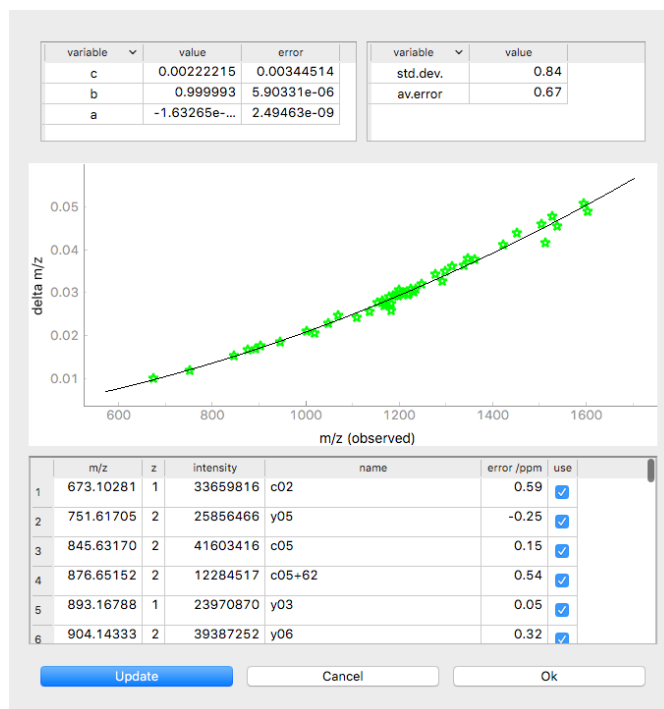 variable value error
c 0.00222215 0.00344514
b 0.999993 5.90331e-06
a -1.63265e-... 2.49463e-09
variable value
std.dev. 0.84
av.error 0.67
0.05
0.04
0.03
0.02
0.01
delta m/z
600 800 1000 1200 1400 1600
m/z (observed)
m/z z intensity name error /ppm use
1 673.10281 1 33659816 c02 0.59
2 751.61705 2 25856466 y05 -0.25
3 845.63170 2 41603416 c05 0.15
4 876.65152 2 12284517 c05+62 0.54
5 893.16788 1 23970870 y03 0.05
6 904.14333 2 39387252 y06 0.32
Update Cancel Ok